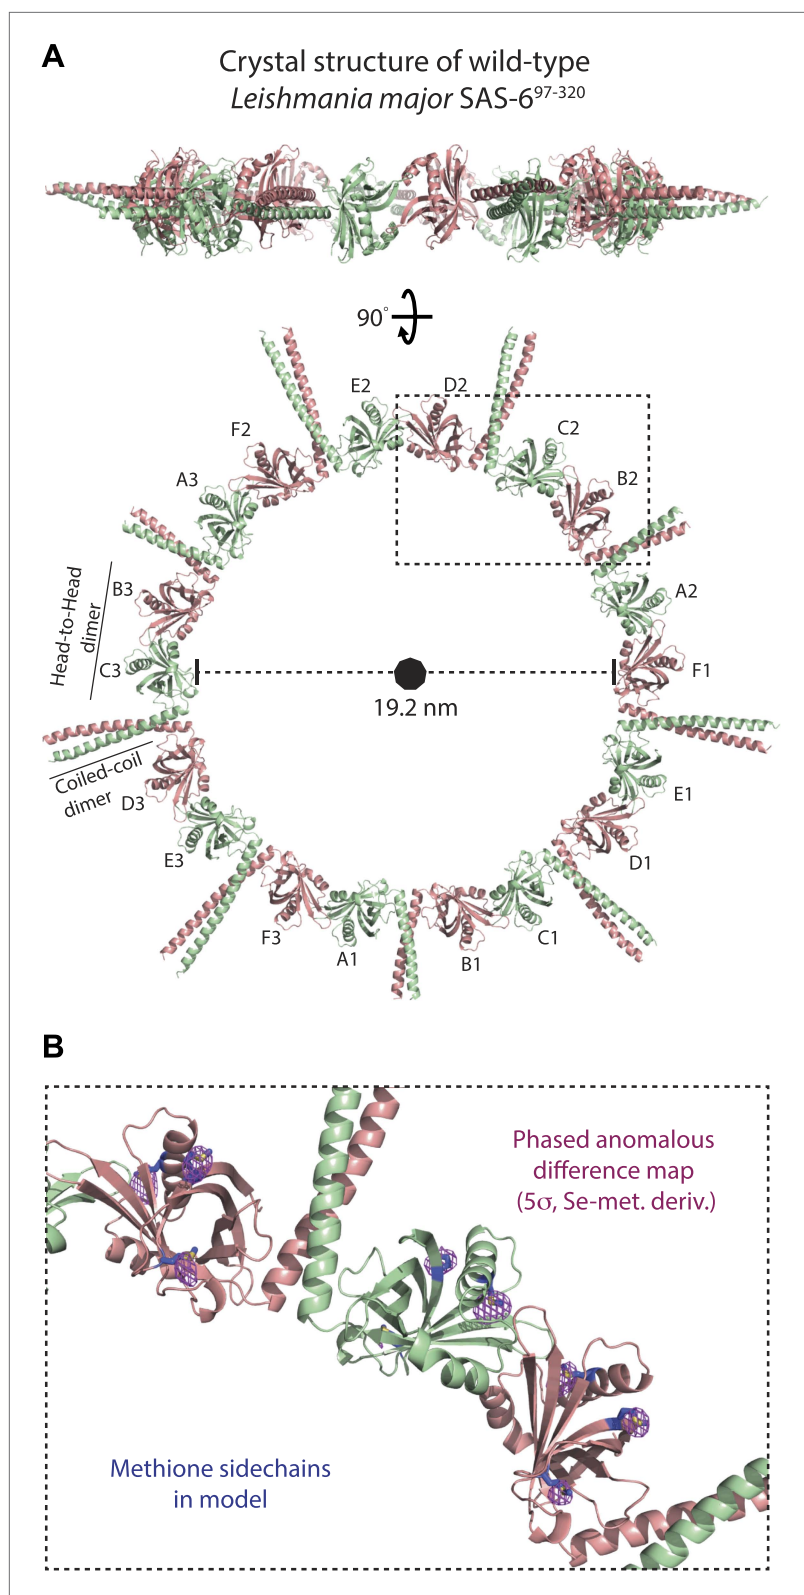 A
Crystal structure of wild-type
Leishmania major SAS-6⁹⁷⁻³²⁰
90°
E2
D2
F2
C2
A3
B2
B3
A2
Head-to-Head
dimer
C3
F1
19.2 nm
Coiled-coil
dimer
D3
E1
E3
D1
F3
A1
B1
C1
B
Phased anomalous
difference map
(5σ, Se-met. deriv.)
Methione sidechains
in model